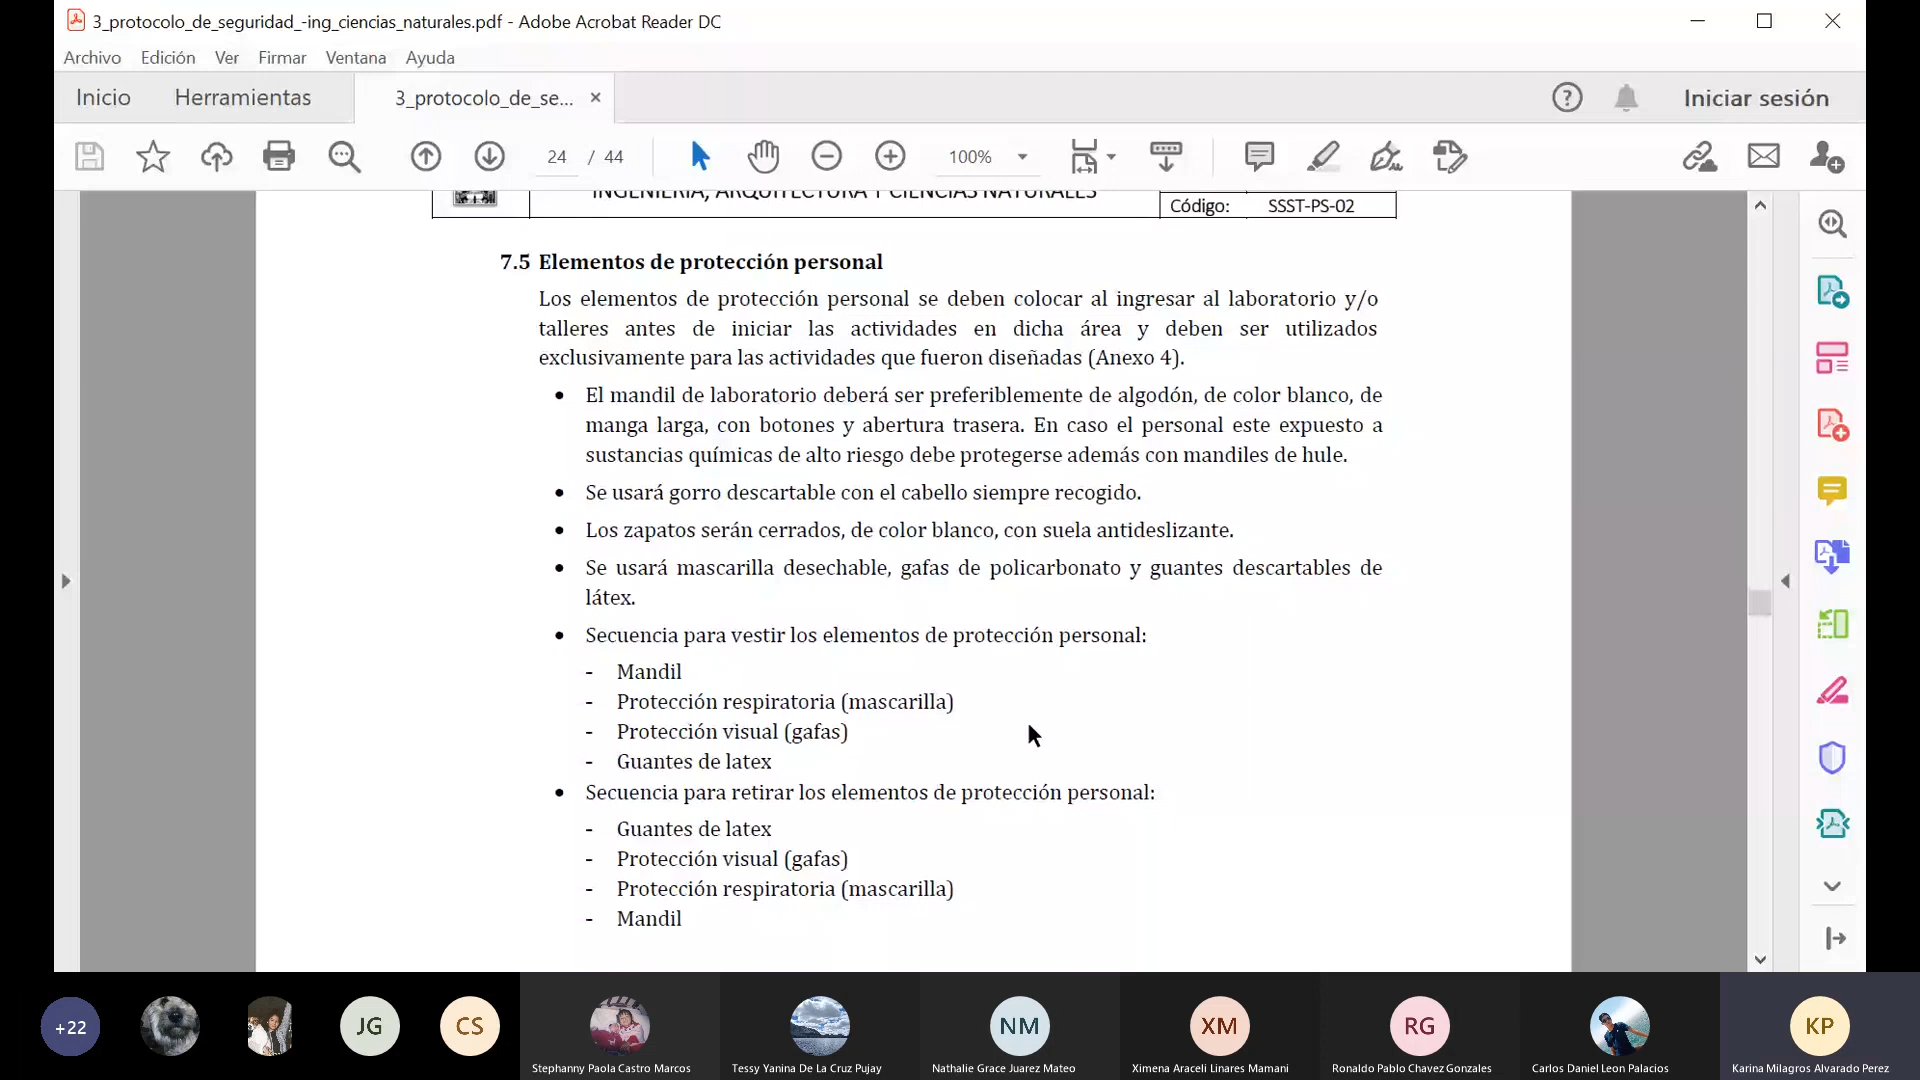 3_protocolo_de_seguridad_-ing_ciencias_naturales.pdf - Adobe Acrobat Reader DC
Archivo Edición Ver Firmar Ventana Ayuda
Inicio Herramientas 3_protocolo_de_se... × Iniciar sesión
24 / 44 100%
INGENIERIA, ARQUITECTURA Y CIENCIAS NATURALES
Código: SSST-PS-02
7.5 Elementos de protección personal
Los elementos de protección personal se deben colocar al ingresar al laboratorio y/o
talleres antes de iniciar las actividades en dicha área y deben ser utilizados
exclusivamente para las actividades que fueron diseñadas (Anexo 4).
• El mandil de laboratorio deberá ser preferiblemente de algodón, de color blanco, de
manga larga, con botones y abertura trasera. En caso el personal este expuesto a
sustancias químicas de alto riesgo debe protegerse además con mandiles de hule.
• Se usará gorro descartable con el cabello siempre recogido.
• Los zapatos serán cerrados, de color blanco, con suela antideslizante.
• Se usará mascarilla desechable, gafas de policarbonato y guantes descartables de
látex.
• Secuencia para vestir los elementos de protección personal:
- Mandil
- Protección respiratoria (mascarilla)
- Protección visual (gafas)
- Guantes de latex
• Secuencia para retirar los elementos de protección personal:
- Guantes de latex
- Protección visual (gafas)
- Protección respiratoria (mascarilla)
- Mandil
+22 JG CS NM XM RG KP
Stephanny Paola Castro Marcos Tessy Yanina De La Cruz Pujay Nathalie Grace Juarez Mateo Ximena Araceli Linares Mamani Ronaldo Pablo Chavez Gonzales Carlos Daniel Leon Palacios Karina Milagros Alvarado Perez